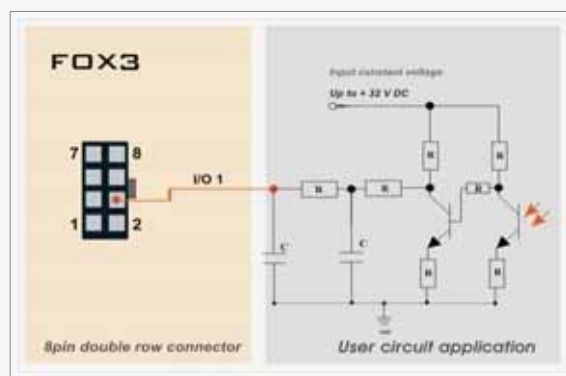 FOX3
Input constant voltage
Up to + 32 V DC
7
8
I/O 1
1
2
R
R
R
R
R
C
C
R
R
8pin double row connector
User circuit application